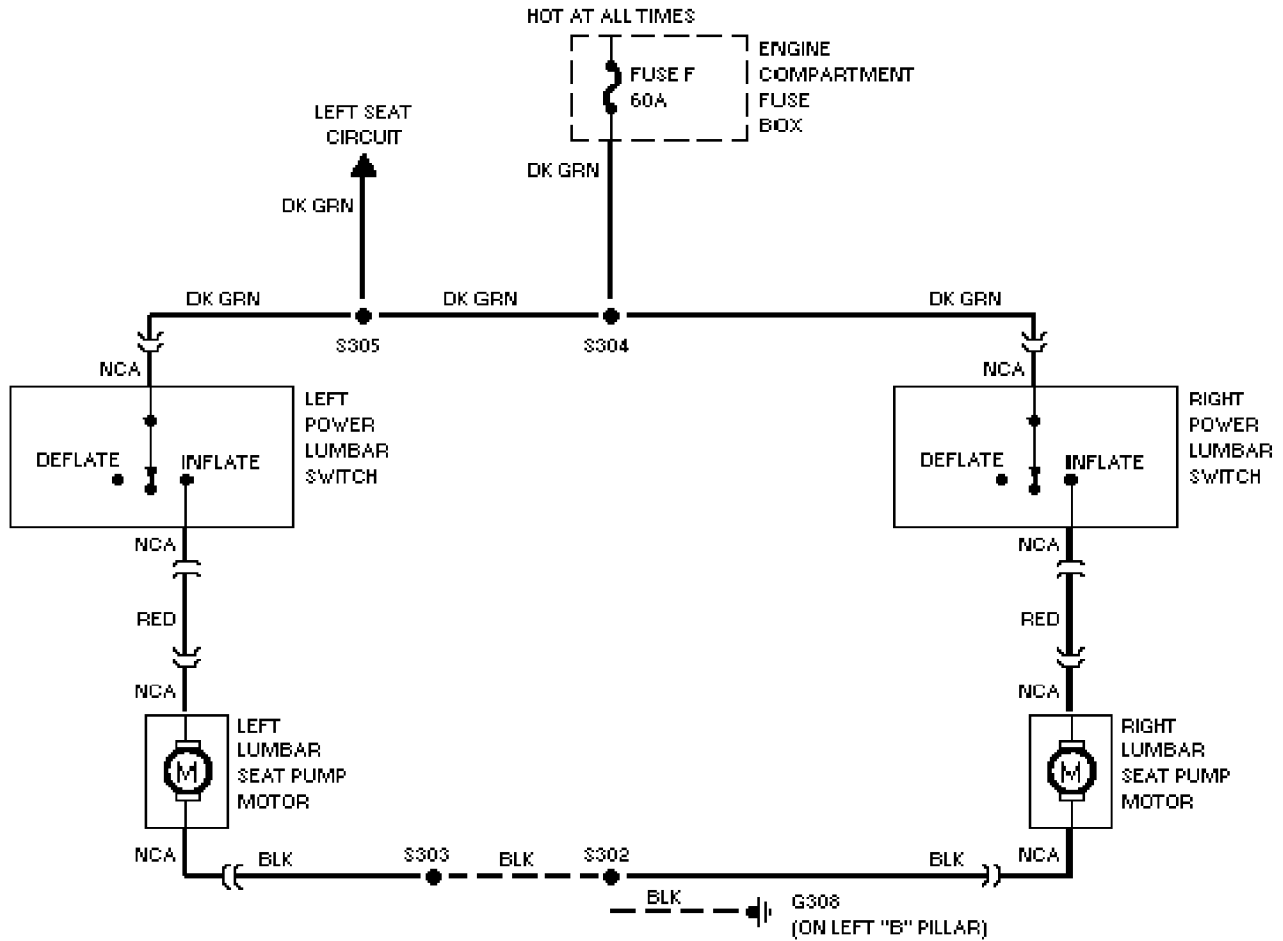 HOT AT ALL TIMES
FUSE F
60A
ENGINE
COMPARTMENT
FUSE
BOX
LEFT SEAT
CIRCUIT
DK GRN
DK GRN
DK GRN
DK GRN
DK GRN
S305
S304
NCA
NCA
LEFT
POWER
LUMBAR
SWITCH
DEFLATE
INFLATE
RIGHT
POWER
LUMBAR
SWITCH
DEFLATE
INFLATE
NCA
NCA
RED
RED
NCA
NCA
LEFT
LUMBAR
SEAT PUMP
MOTOR
M
RIGHT
LUMBAR
SEAT PUMP
MOTOR
M
NCA
BLK
S303
BLK
S302
BLK
NCA
BLK
G308
(ON LEFT "B" PILLAR)